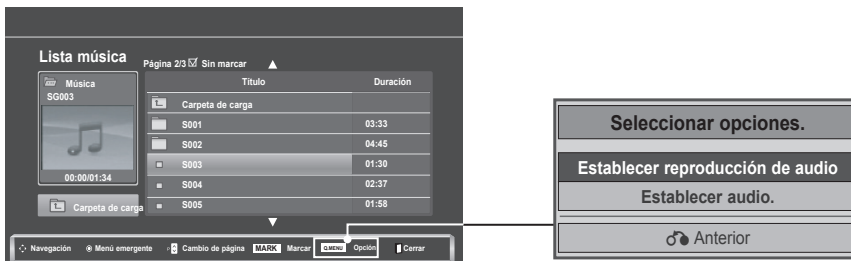 Lista música
Página 2/3 Sin marcar
Música
SG003
00:00/01:34
Carpeta de carga
Título Duración
Carpeta de carga
S001 03:33
S002 04:45
S003 01:30
S004 02:37
S005 01:58
Navegación Menú emergente Cambio de página MARK Marcar Q.MENU Opción Cerrar
Seleccionar opciones.
Establecer reproducción de audio
Establecer audio.
Anterior